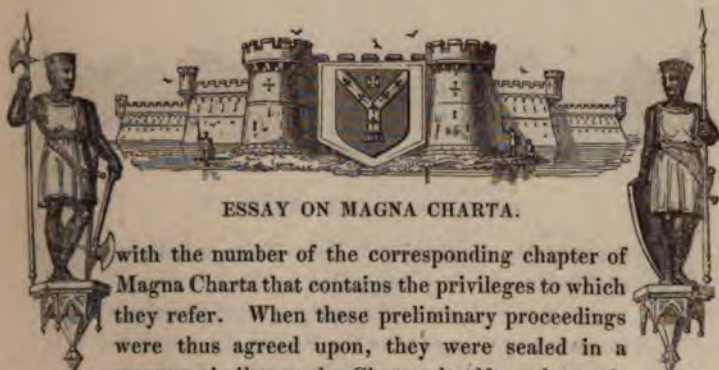 ESSAY ON MAGNA CHARTA.
with the number of the corresponding chapter of
Magna Charta that contains the privileges to which
they refer. When these preliminary proceedings
were thus agreed upon, they were sealed in a